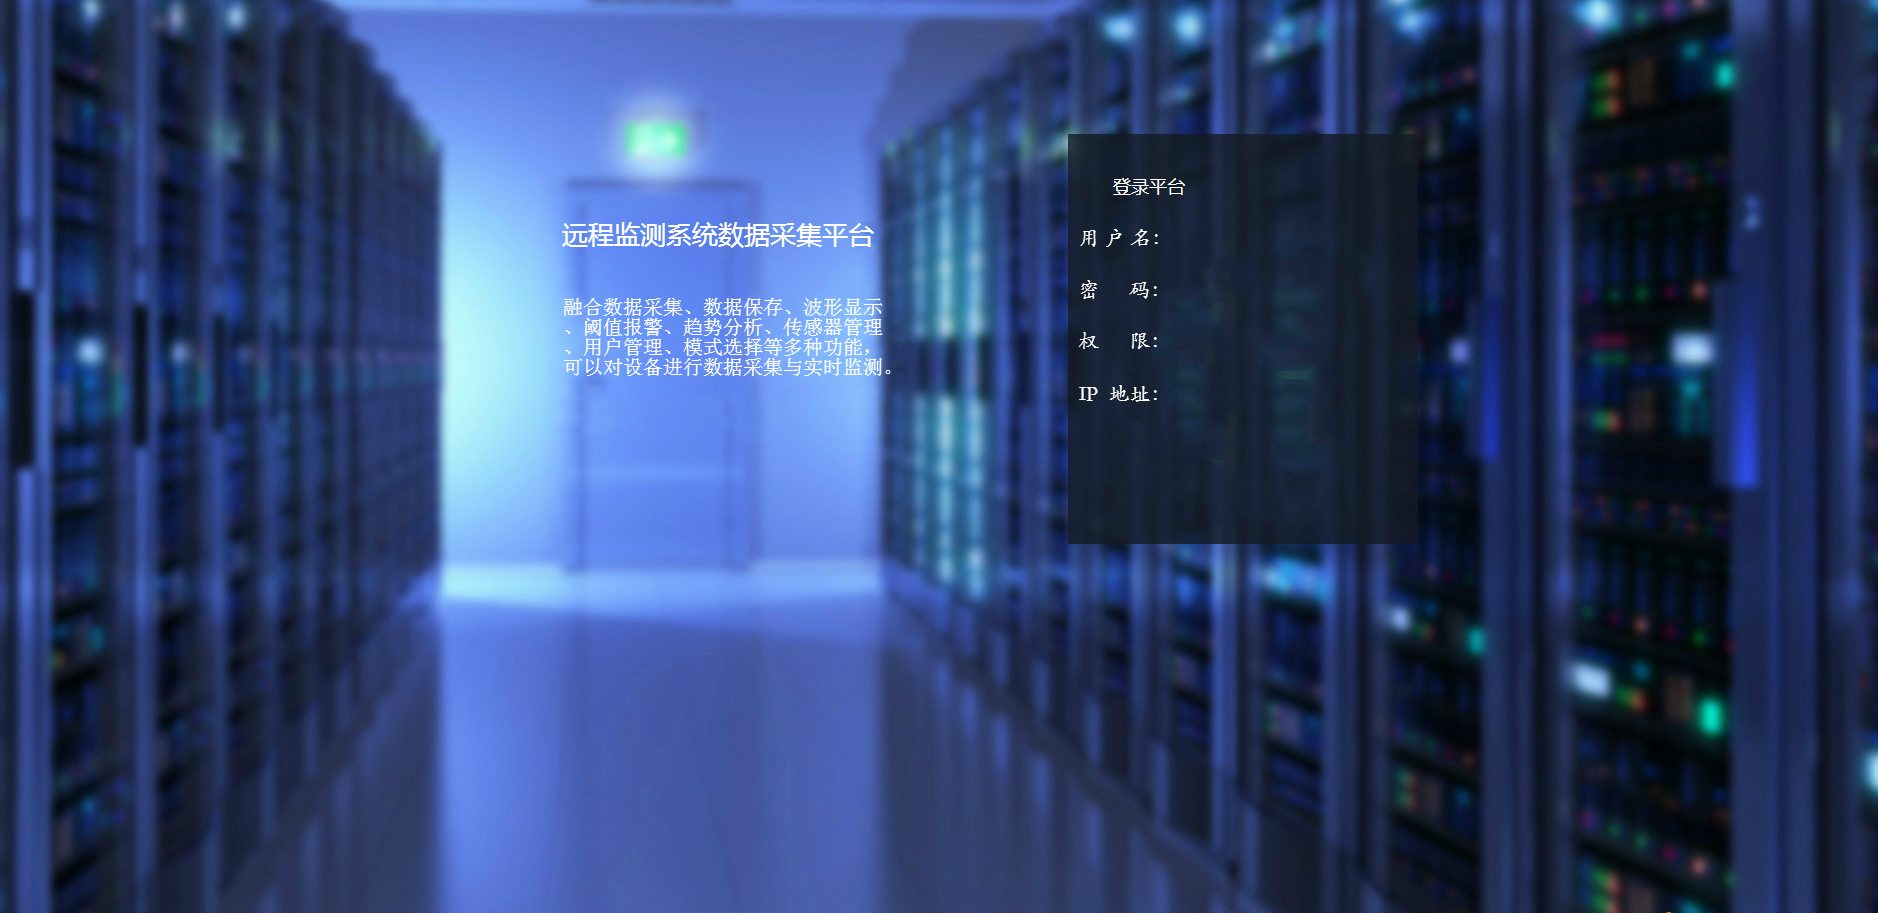 远程监测系统数据采集平台
融合数据采集、数据保存、波形显示
、阈值报警、趋势分析、传感器管理
、用户管理、模式选择等多种功能，
可以对设备进行数据采集与实时监测。
登录平台
用 户 名：
密 码：
权 限：
IP 地址：